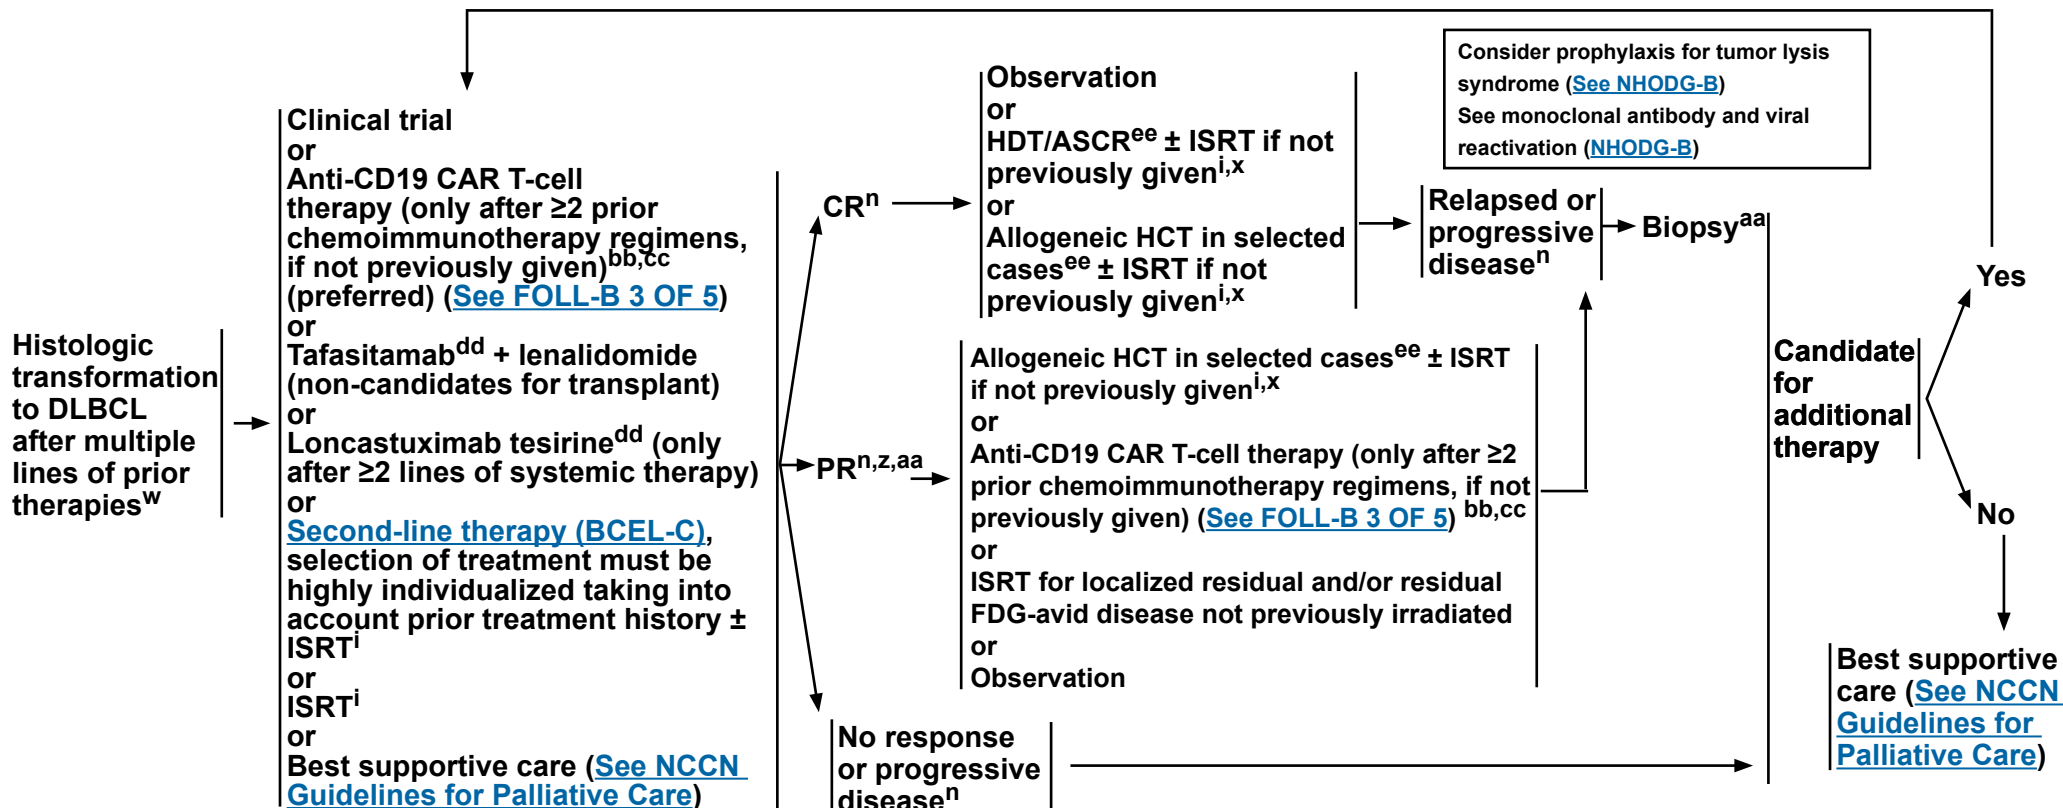 Histologic
transformation
to DLBCL
after multiple
lines of prior
therapiesw
Clinical trial
or
Anti-CD19 CAR T-cell
therapy (only after ≥2 prior
chemoimmunotherapy regimens,
if not previously given)bb,cc
(preferred) (See FOLL-B 3 OF 5)
or
Tafasitamabdd + lenalidomide
(non-candidates for transplant)
or
Loncastuximab tesirinedd (only
after ≥2 lines of systemic therapy)
or
Second-line therapy (BCEL-C),
selection of treatment must be
highly individualized taking into
account prior treatment history ±
ISRTi
or
ISRTi
or
Best supportive care (See NCCN
Guidelines for Palliative Care)
CRn
PRn,z,aa
No response
or progressive
diseasen
Observation
or
HDT/ASCRee ± ISRT if not
previously giveni,x
or
Allogeneic HCT in selected
casesee ± ISRT if not
previously giveni,x
Allogeneic HCT in selected casesee ± ISRT
if not previously giveni,x
or
Anti-CD19 CAR T-cell therapy (only after ≥2
prior chemoimmunotherapy regimens, if not
previously given) (See FOLL-B 3 OF 5) bb,cc
or
ISRT for localized residual and/or residual
FDG-avid disease not previously irradiated
or
Observation
Consider prophylaxis for tumor lysis
syndrome (See NHODG-B)
See monoclonal antibody and viral
reactivation (NHODG-B)
Relapsed or
progressive
diseasen
Biopsyaa
Candidate
for
additional
therapy
Yes
No
Best supportive
care (See NCCN
Guidelines for
Palliative Care)